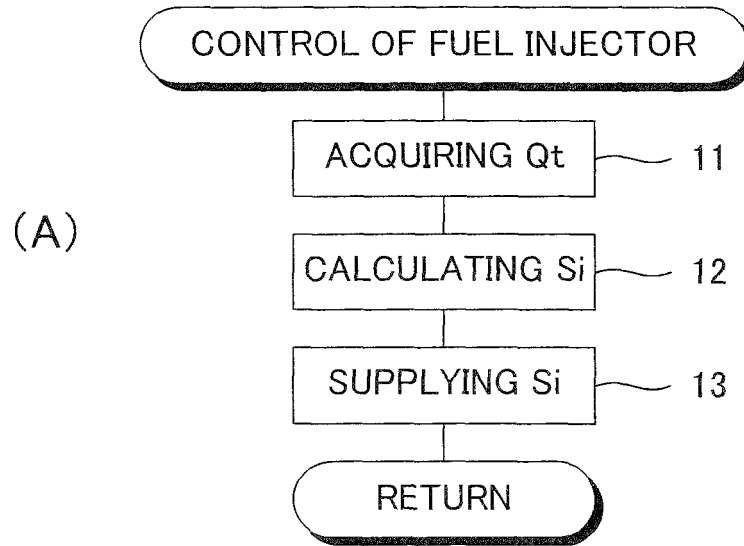 CONTROL OF FUEL INJECTOR
ACQUIRING Qt
11
(A)
CALCULATING Si
12
SUPPLYING Si
13
RETURN